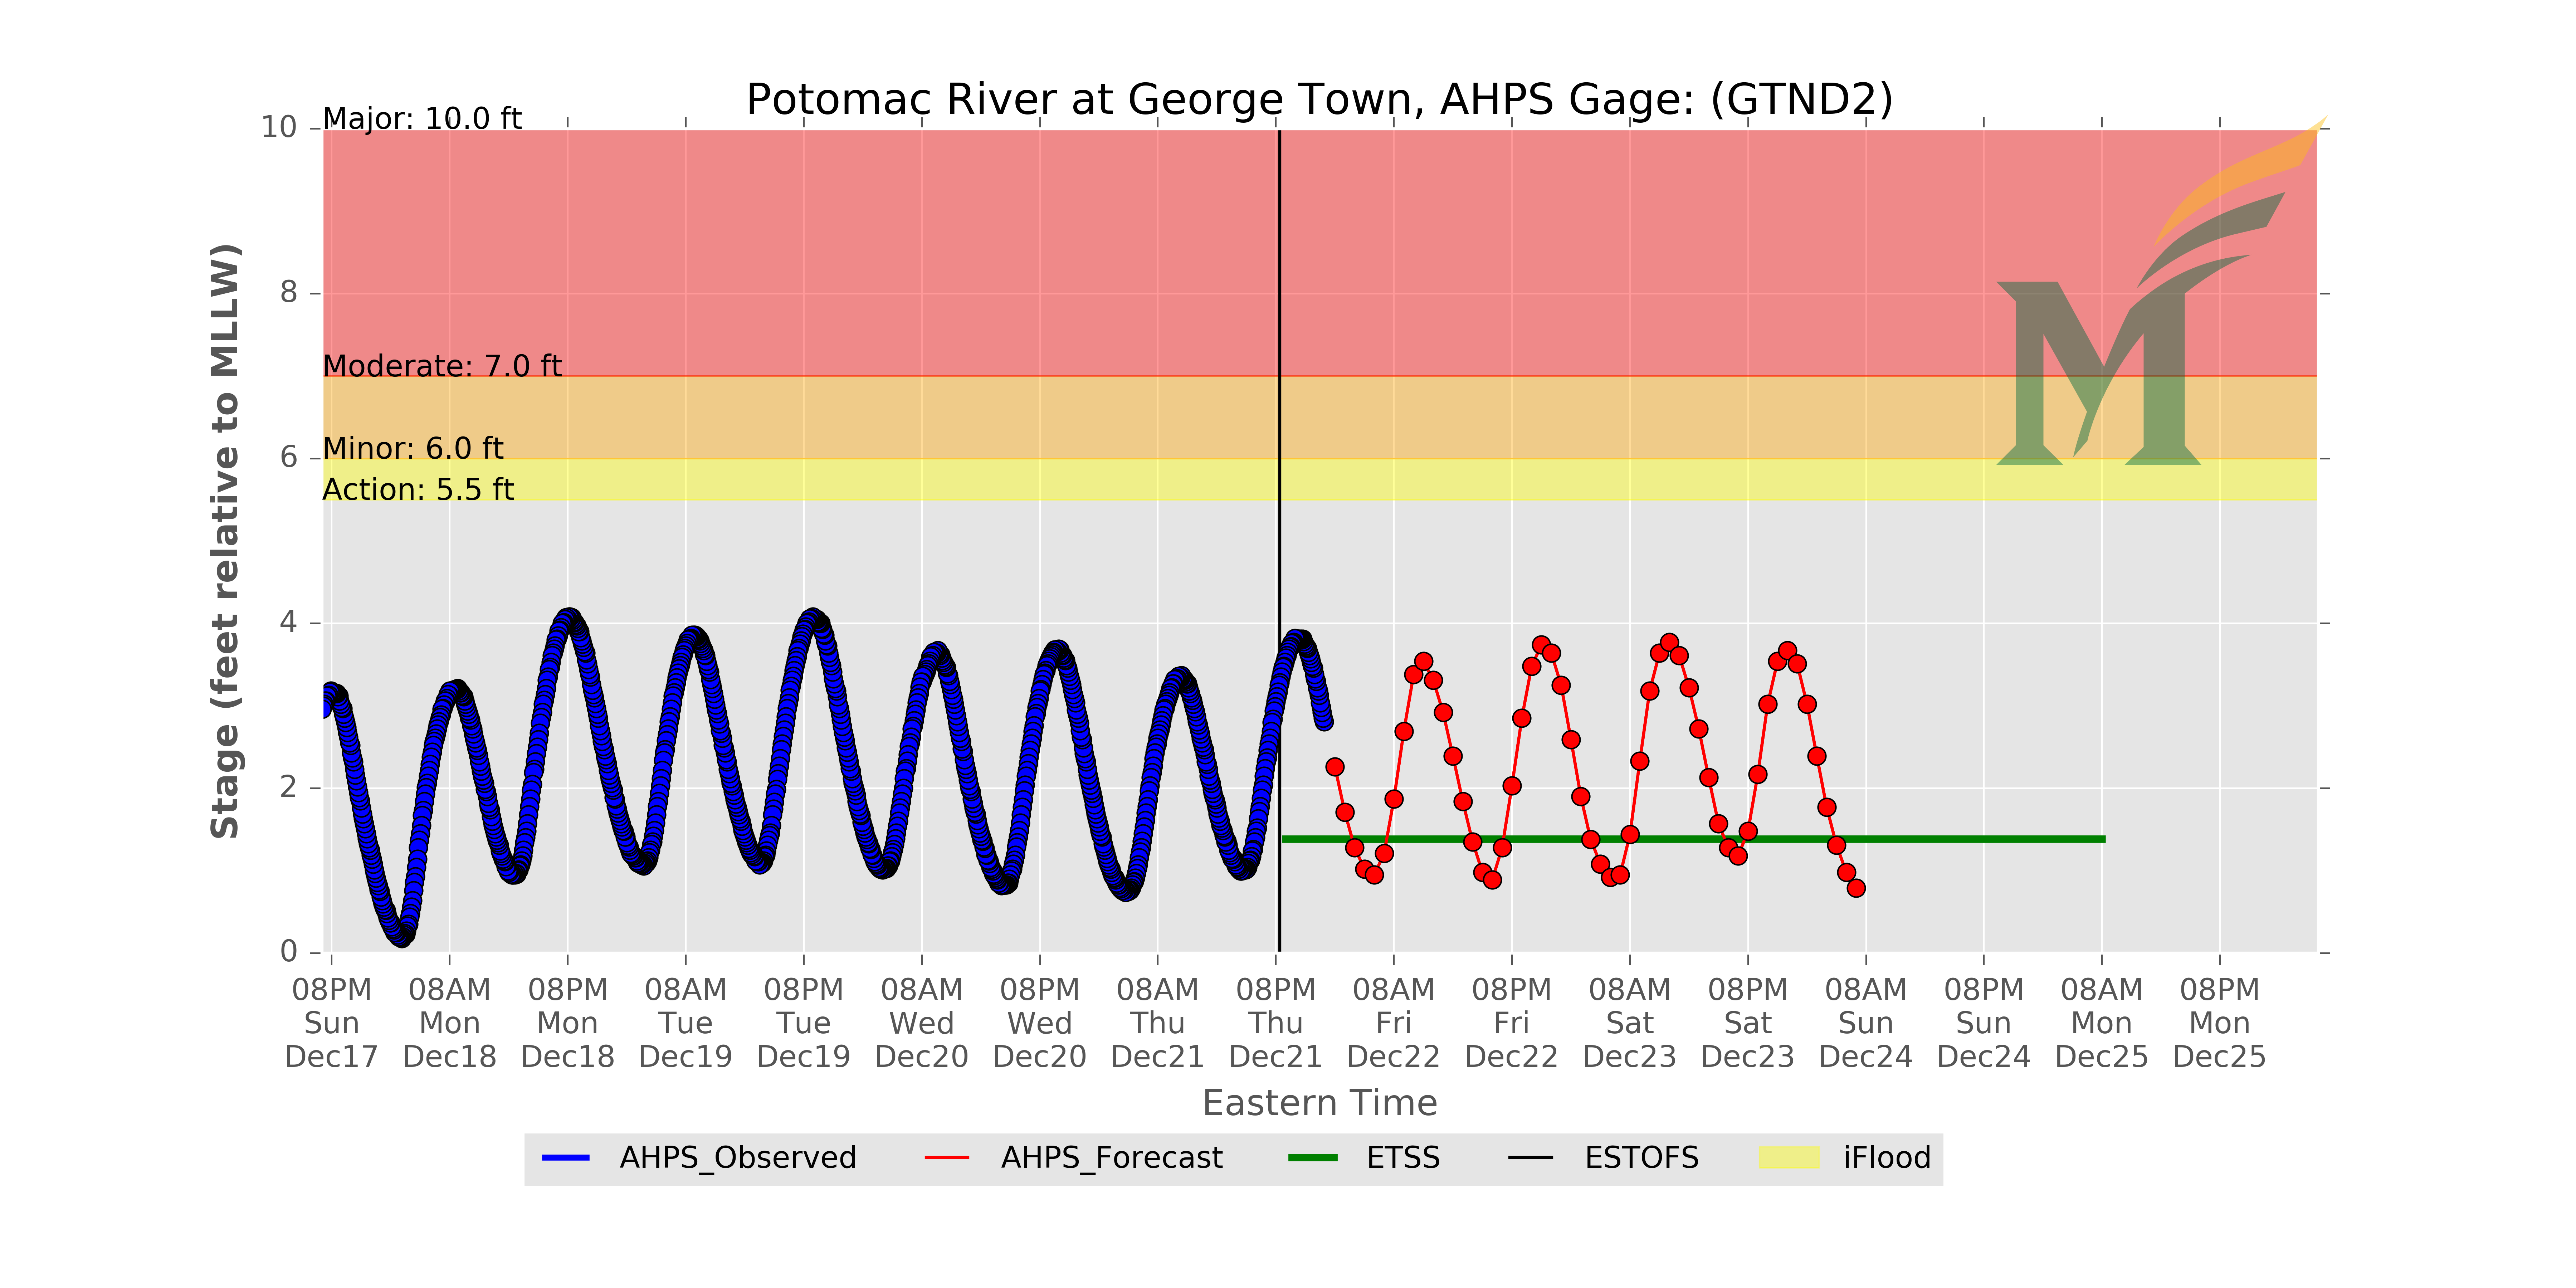 Potomac River at George Town, AHPS Gage: (GTND2)
Major: 10.0 ft
Moderate: 7.0 ft
Minor: 6.0 ft
Action: 5.5 ft
10
8
6
4
2
0
Stage (feet relative to MLLW)
08PM 08AM 08PM 08AM 08PM 08AM 08PM 08AM 08PM 08AM 08PM 08AM 08PM 08AM 08PM 08AM 08PM
Sun Mon Mon Tue Tue Wed Wed Thu Thu Fri Fri Sat Sat Sun Sun Mon Mon
Dec17 Dec18 Dec18 Dec19 Dec19 Dec20 Dec20 Dec21 Dec21 Dec22 Dec22 Dec23 Dec23 Dec24 Dec24 Dec25 Dec25
Eastern Time
AHPS_Observed AHPS_Forecast ETSS ESTOFS iFlood
M